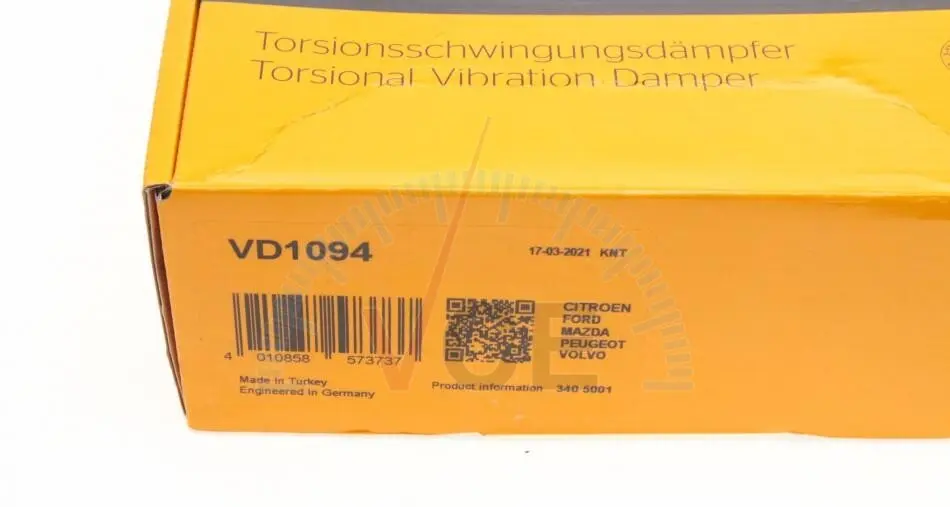 Torsionsschwingungsdämpfer
Torsional Vibration Damper
VD1094
17-03-2021 KNT
CITROEN
FORD
MAZDA
PEUGEOT
VOLVO
4 010858 573737
Made in Turkey
Engineered in Germany
Product information 340 5001
VGE